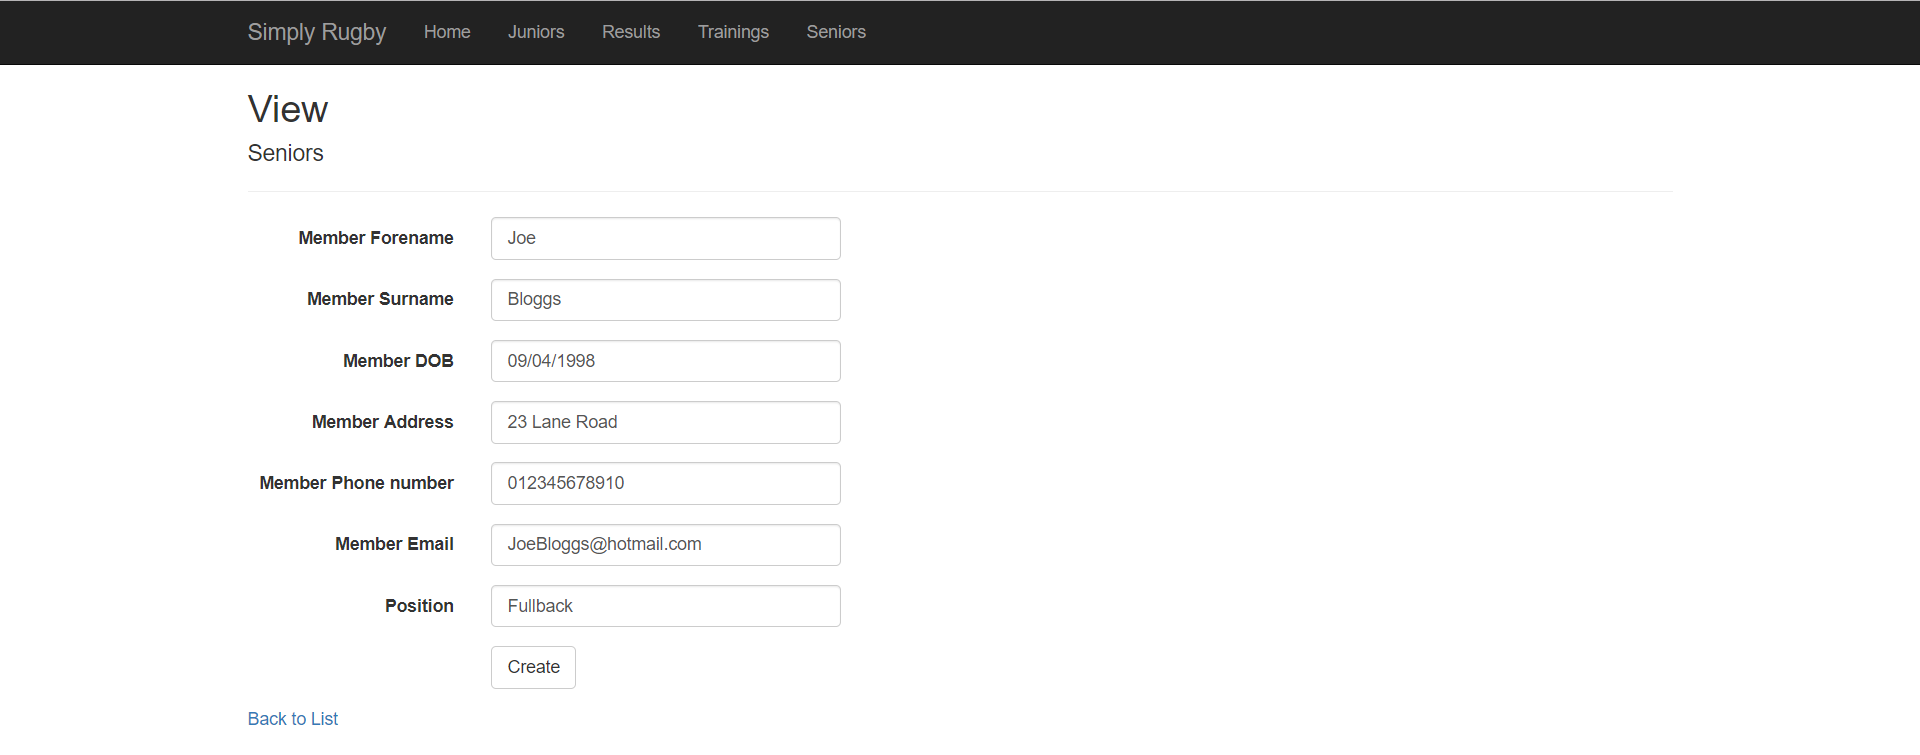 Simply Rugby Home Juniors Results Trainings Seniors
View
Seniors
Member Forename Joe
Member Surname Bloggs
Member DOB 09/04/1998
Member Address 23 Lane Road
Member Phone number 012345678910
Member Email JoeBloggs@hotmail.com
Position Fullback
Create
Back to List